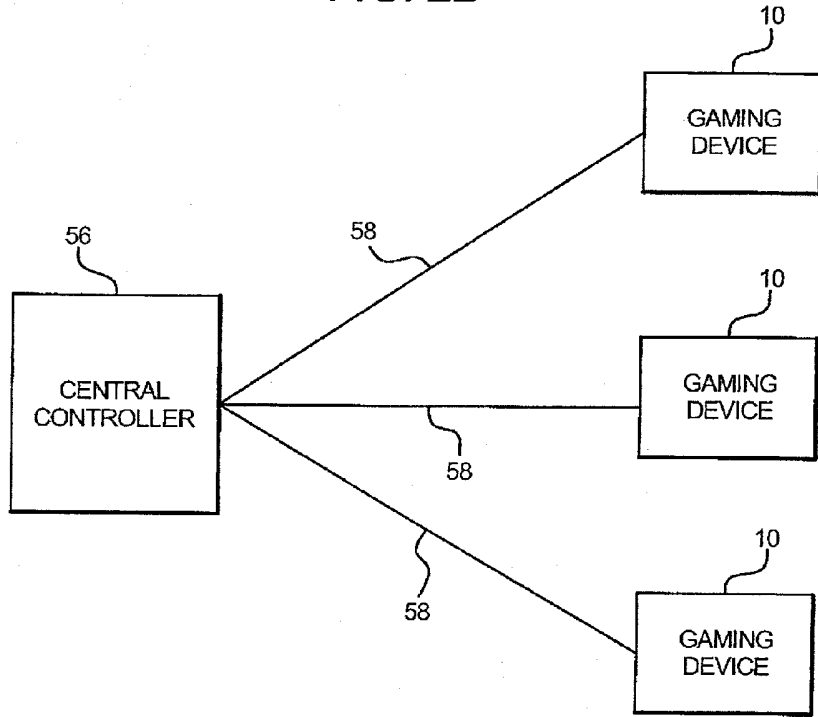 10
GAMING
DEVICE
56
58
10
CENTRAL
CONTROLLER
GAMING
DEVICE
58
10
58
GAMING
DEVICE